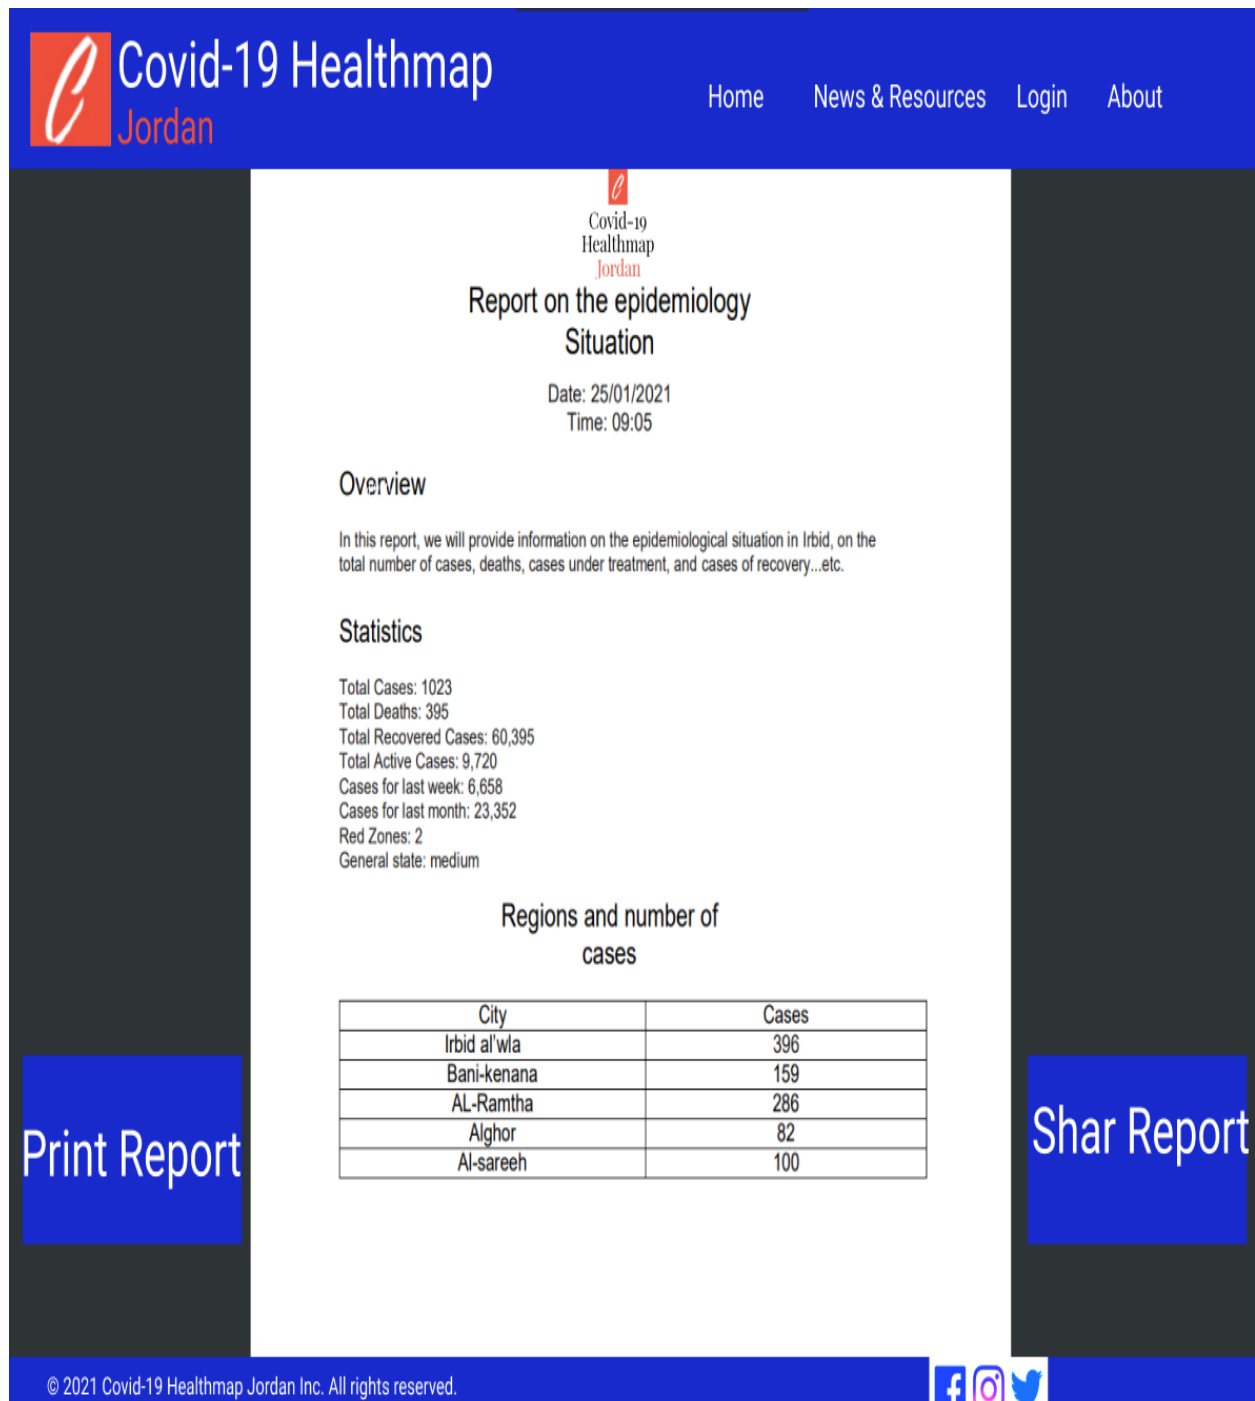 Covid-19 Healthmap
Jordan
Home News & Resources Login About
Covid-19
Healthmap
Jordan
Report on the epidemiology
Situation
Date: 25/01/2021
Time: 09:05
Overview
In this report, we will provide information on the epidemiological situation in Irbid, on the
total number of cases, deaths, cases under treatment, and cases of recovery...etc.
Statistics
Total Cases: 1023
Total Deaths: 395
Total Recovered Cases: 60,395
Total Active Cases: 9,720
Cases for last week: 6,658
Cases for last month: 23,352
Red Zones: 2
General state: medium
Regions and number of
cases
City Cases
Irbid al'wla 396
Bani-kenana 159
AL-Ramtha 286
Alghor 82
Al-sareeh 100
Print Report
Shar Report
© 2021 Covid-19 Healthmap Jordan Inc. All rights reserved.